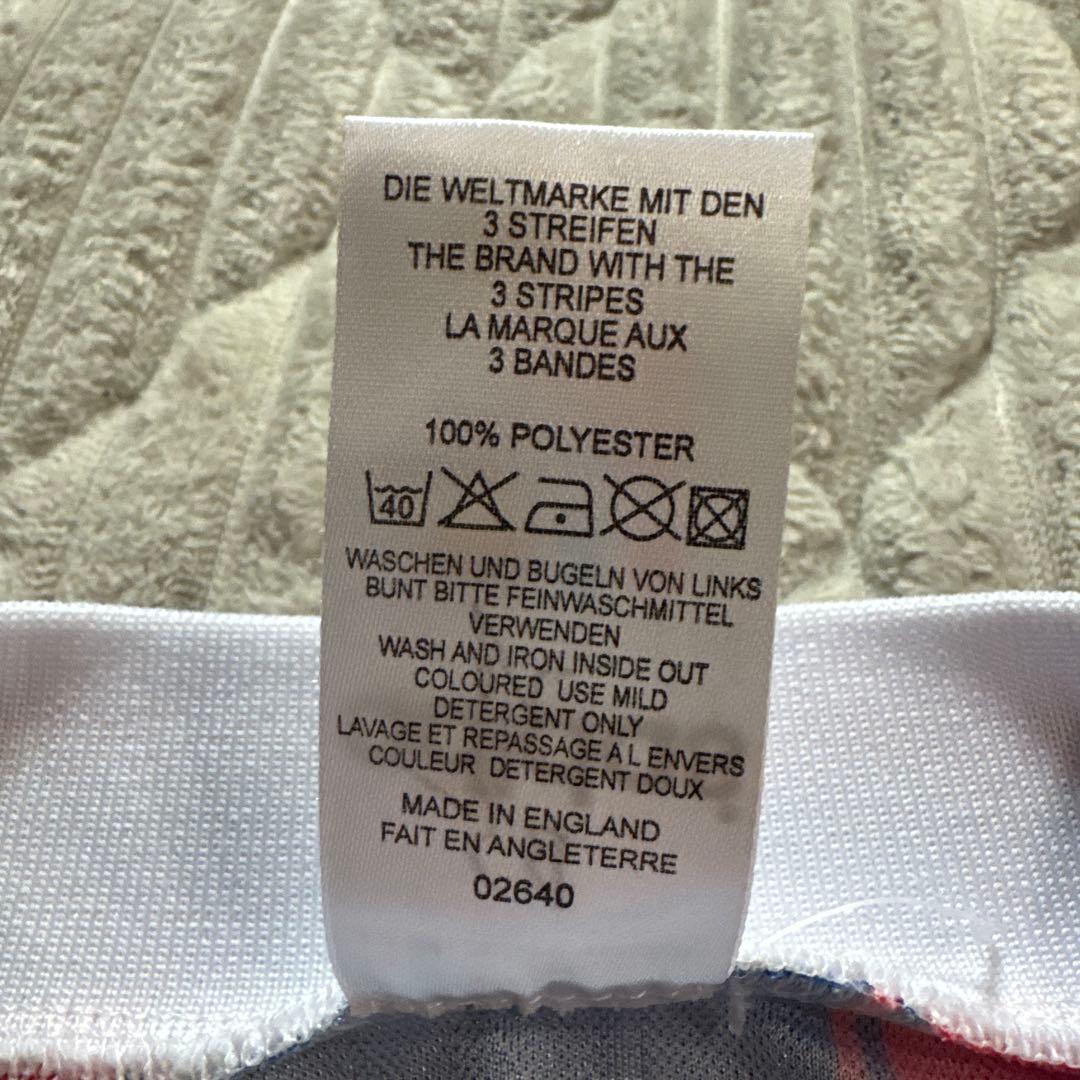 DIE WELTMARKE MIT DEN
3 STREIFEN
THE BRAND WITH THE
3 STRIPES
LA MARQUE AUX
3 BANDES
100% POLYESTER
40
WASCHEN UND BUGELN VON LINKS
BUNT BITTE FEINWASCHMITTEL
VERWENDEN
WASH AND IRON INSIDE OUT
COLOURED USE MILD
DETERGENT ONLY
LAVAGE ET REPASSAGE A L ENVERS
COULEUR DETERGENT DOUX
MADE IN ENGLAND
FAIT EN ANGLETERRE
02640